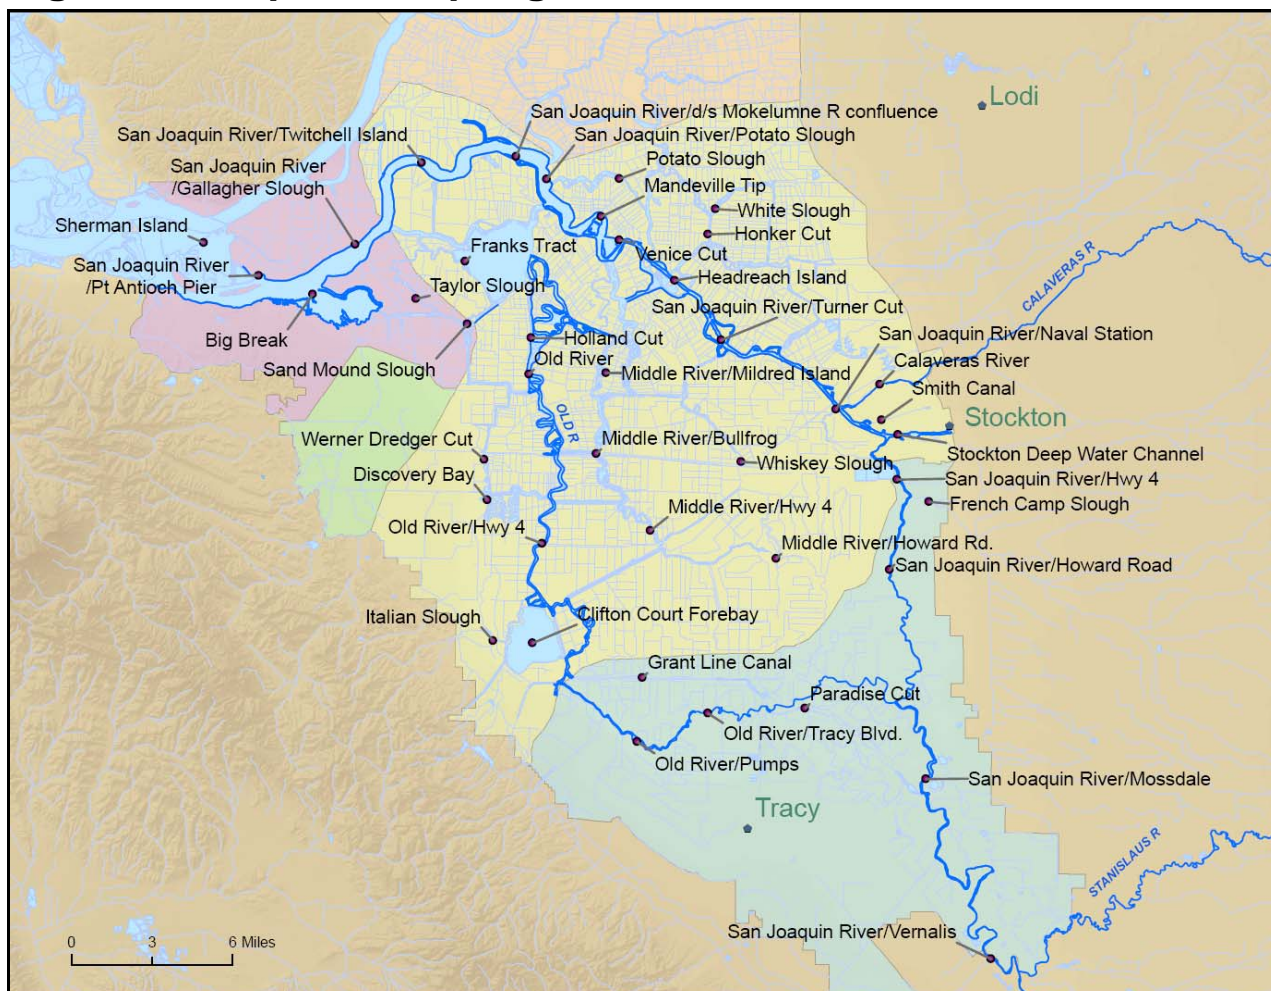 Lodi
San Joaquin River/d/s Mokelumne R confluence
San Joaquin River/Twitchell Island
San Joaquin River/Potato Slough
San Joaquin River
/Gallagher Slough
Potato Slough
Mandeville Tip
White Slough
Sherman Island
Honker Cut
Franks Tract
Venice Cut
San Joaquin River
/Pt Antioch Pier
Headreach Island
CALAVERAS R
Taylor Slough
San Joaquin River/Turner Cut
Big Break
Holland Cut
San Joaquin River/Naval Station
Sand Mound Slough
Old River
Calaveras River
Middle River/Mildred Island
Smith Canal
OLD R
Stockton
Werner Dredger Cut
Middle River/Bullfrog
Stockton Deep Water Channel
Whiskey Slough
Discovery Bay
San Joaquin River/Hwy 4
French Camp Slough
Middle River/Hwy 4
Old River/Hwy 4
Middle River/Howard Rd.
San Joaquin River/Howard Road
Italian Slough
Clifton Court Forebay
Grant Line Canal
Paradise Cut
Old River/Tracy Blvd.
Old River/Pumps
San Joaquin River/Mossdale
Tracy
STANISLAUS R
San Joaquin River/Vernalis
0 3 6 Miles